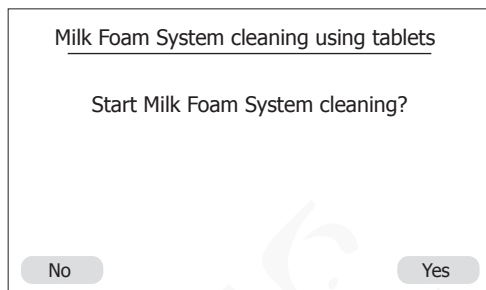 Milk Foam System cleaning using tablets
Start Milk Foam System cleaning?
No
Yes